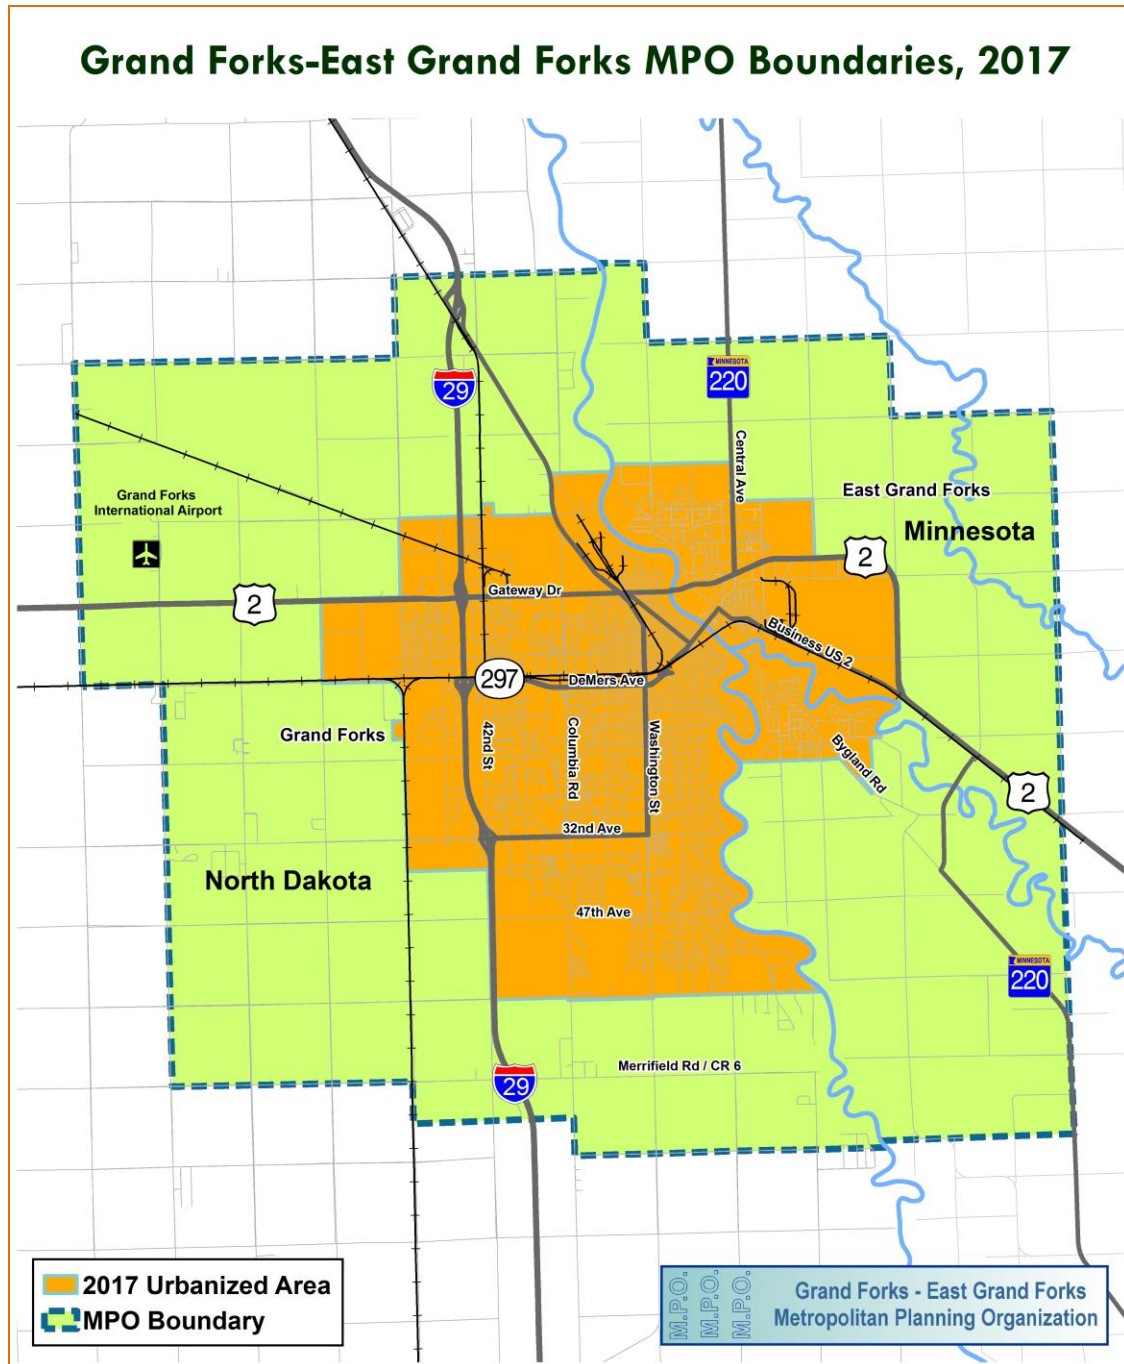 Grand Forks-East Grand Forks MPO Boundaries, 2017
MINNESOTA
220
29
Central Ave
East Grand Forks
Grand Forks
International Airport
Minnesota
2
2
Gateway Dr
Business US 2
297
DeMers Ave
Grand Forks
42nd St
Columbia Rd
Washington St
Bygland Rd
2
32nd Ave
North Dakota
47th Ave
MINNESOTA
220
Merrifield Rd / CR 6
29
2017 Urbanized Area
MPO Boundary
M.P.O.
M.P.O.
M.P.O.
Grand Forks - East Grand Forks
Metropolitan Planning Organization